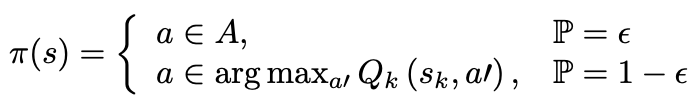 π(s) = { a ∈ A, ℙ = ϵ
a ∈ arg max_{a′} Q_k (s_k, a′), ℙ = 1 − ϵ